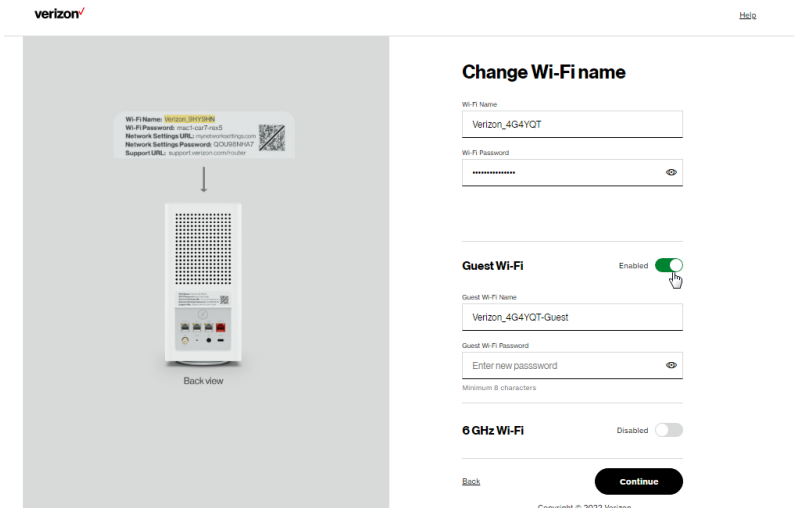 verizon
Help
Wi-Fi Name: Verizon_9HY9HN
Wi-Fi Password: mac1-oar7-rex5
Network Settings URL: mynetworksettings.com
Network Settings Password: QOU96NHA7
Support URL: support.verizon.com/router
Back view
Change Wi-Fi name
Wi-Fi Name
Verizon_4G4YQT
Wi-Fi Password
Guest Wi-Fi
Enabled
Guest Wi-Fi Name
Verizon_4G4YQT-Guest
Guest Wi-Fi Password
Enter new passsword
Minimum 8 characters
6 GHz Wi-Fi
Disabled
Back
Continue
Copyright © 2022 Verizon